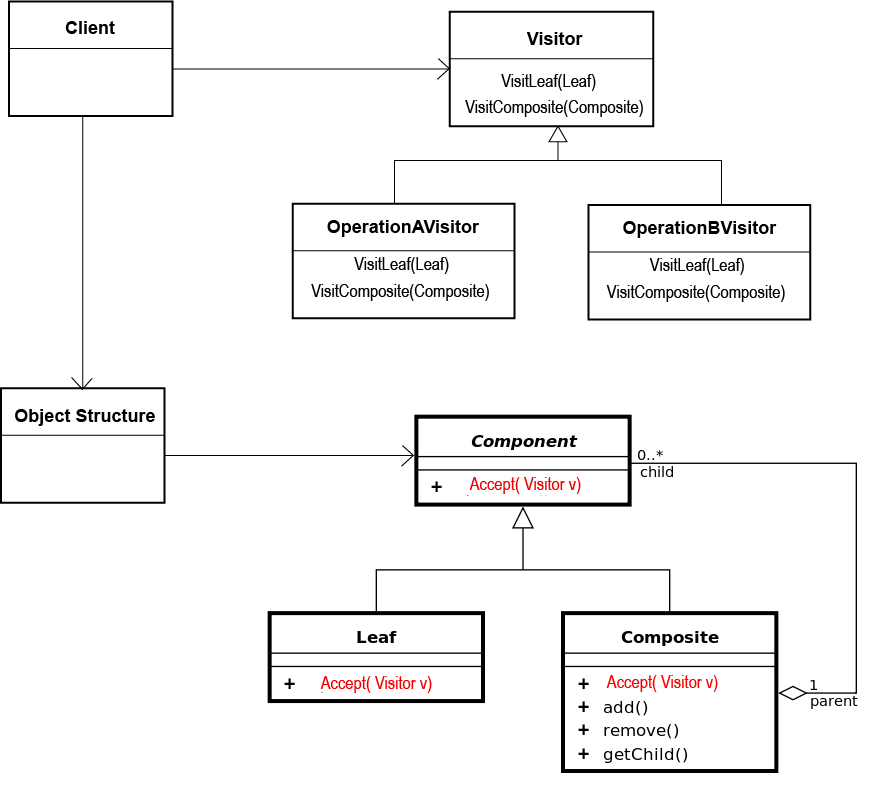 Client
Visitor
VisitLeaf(Leaf)
VisitComposite(Composite)
OperationAVisitor
VisitLeaf(Leaf)
VisitComposite(Composite)
OperationBVisitor
VisitLeaf(Leaf)
VisitComposite(Composite)
Object Structure
Component
+ Accept( Visitor v)
0..*
child
Leaf
+ Accept( Visitor v)
Composite
+ Accept( Visitor v)
+ add()
+ remove()
+ getChild()
1
parent